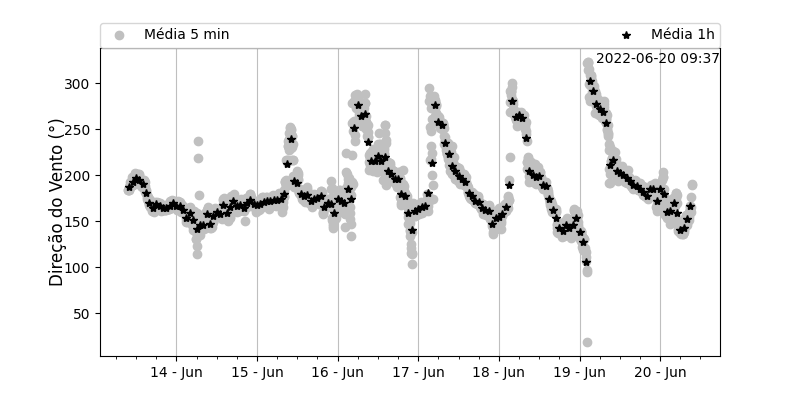 Média 5 min
Média 1h
2022-06-20 09:37
Direção do Vento (°)
300
250
200
150
100
50
14 - Jun
15 - Jun
16 - Jun
17 - Jun
18 - Jun
19 - Jun
20 - Jun